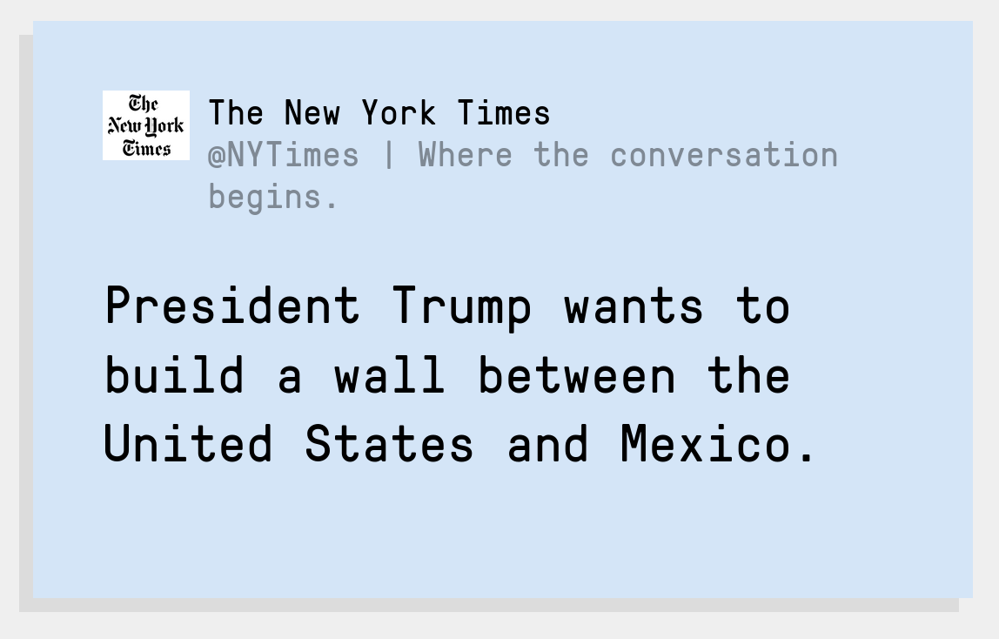 The
New York
Times
The New York Times
@NYTimes | Where the conversation
begins.
President Trump wants to
build a wall between the
United States and Mexico.